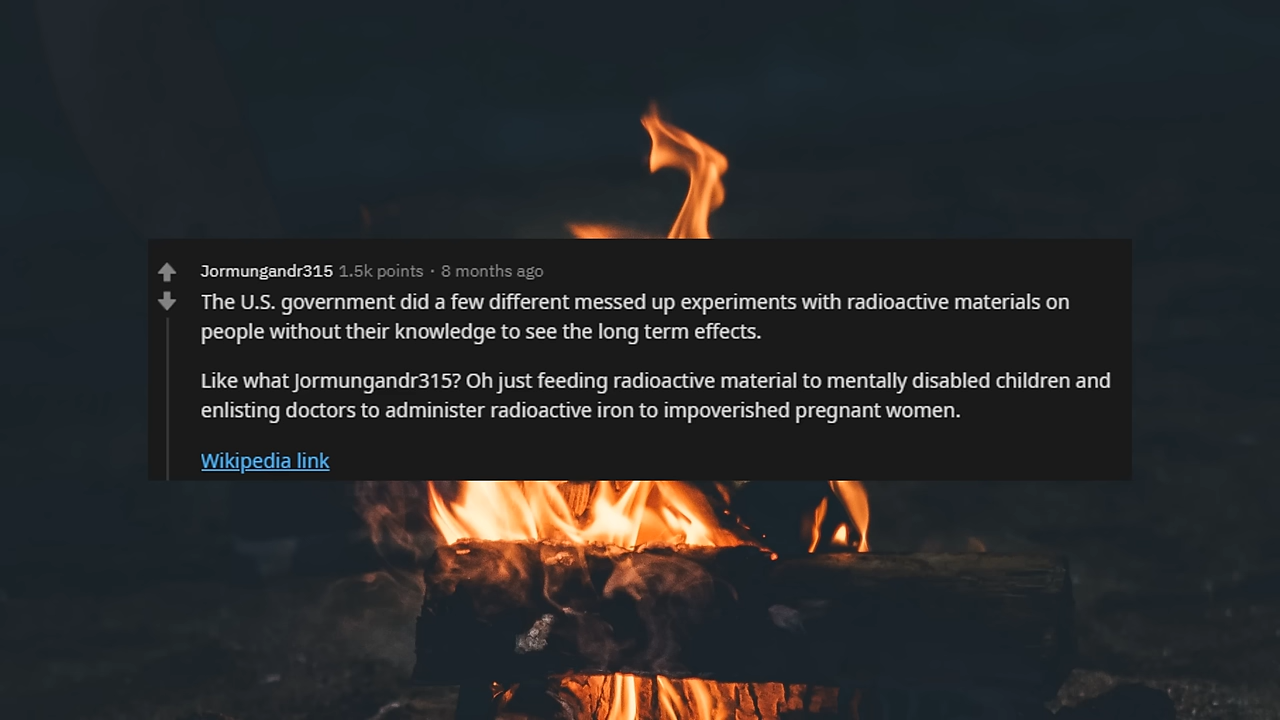 Jormungandr315 1.5k points · 8 months ago
The U.S. government did a few different messed up experiments with radioactive materials on
people without their knowledge to see the long term effects.
Like what Jormungandr315? Oh just feeding radioactive material to mentally disabled children and
enlisting doctors to administer radioactive iron to impoverished pregnant women.
Wikipedia link